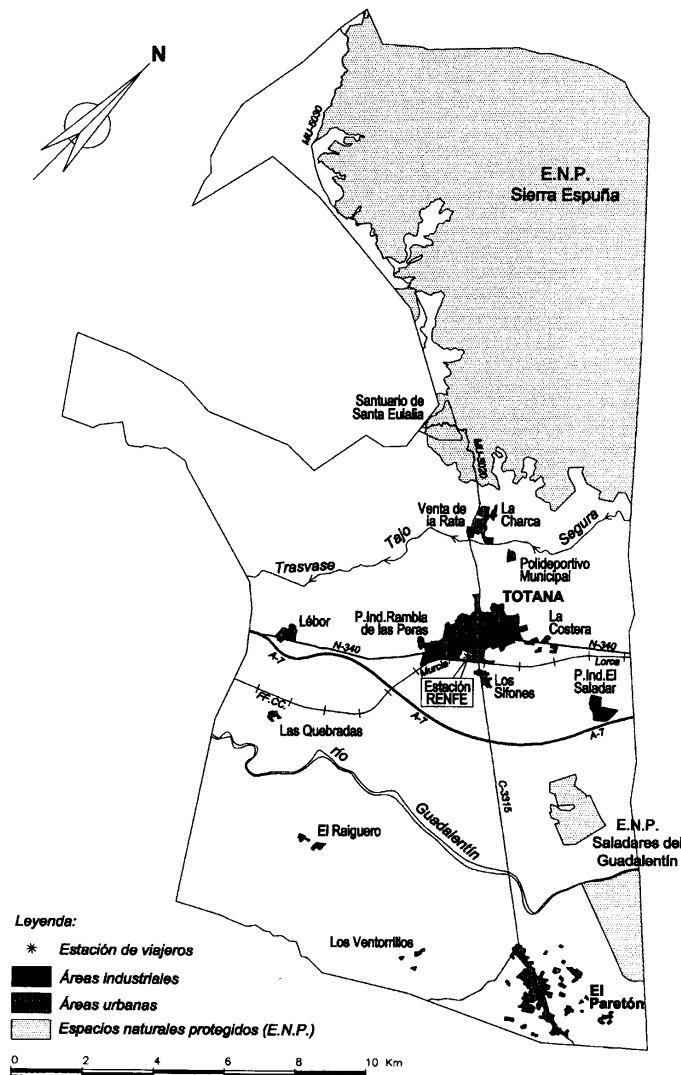 N
MU-5030
E.N.P.
Sierra Espuña
Santuario de
Santa Eulalia
MU-5020
Venta de
la Rata
La
Charca
Trasvase
Tajo
Segura
Polideportivo
Municipal
TOTANA
Lébor
P.Ind.Rambla
de las Peras
La
Costera
N-340
N-340
A-7
Murcia
Lorca
Estación
RENFE
Los
Sifones
P.Ind.El
Saladar
FF.CC.
Las Quebradas
A-7
río
Guadalentín
C-3315
El Raiguero
E.N.P.
Saladares del
Guadalentín
Leyenda:
Estación de viajeros
Áreas industriales
Áreas urbanas
Espacios naturales protegidos (E.N.P.)
Los Ventorrillos
El
Paretón
0 2 4 6 8 10 Km